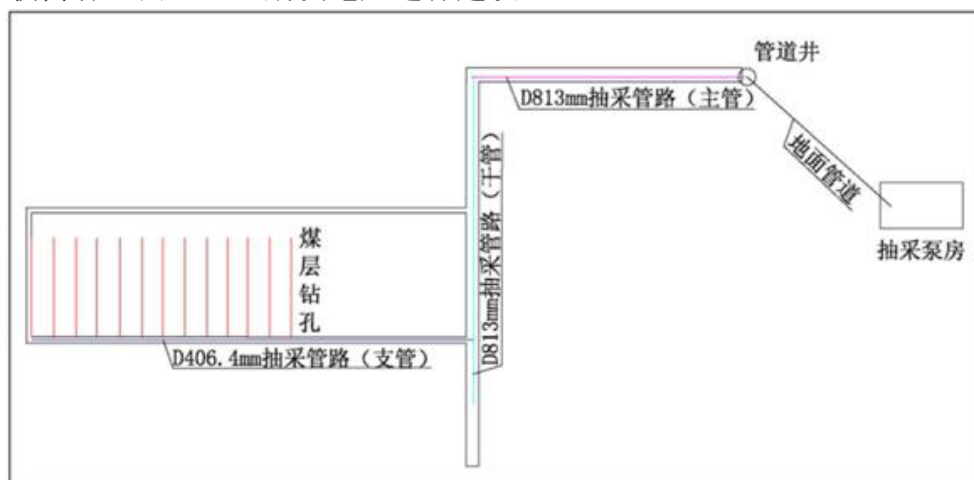 管道井
D813mm抽采管路（主管）
地面管道
D813mm抽采管路（干管）
抽采泵房
煤层钻孔
D406.4mm抽采管路（支管）